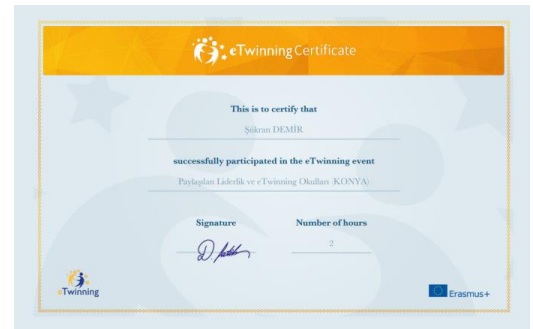 eTwinning Certificate
This is to certify that
Şükran DEMİR
successfully participated in the eTwinning event
Paylaşılan Liderlik ve eTwinning Okulları (KONYA)
Signature Number of hours
2
eTwinning
Erasmus+